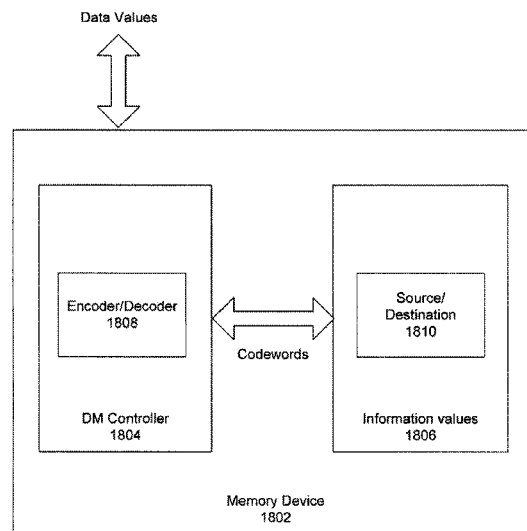 Data Values
Encoder/Decoder
1808
Source/
Destination
1810
Codewords
DM Controller
1804
Information values
1806
Memory Device
1802